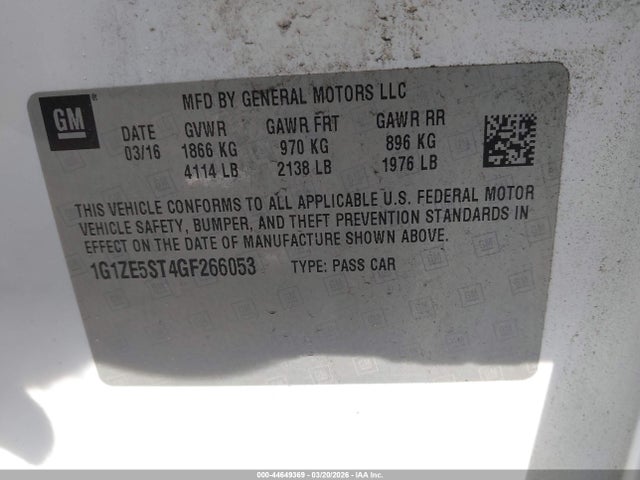 GM®
MFD BY GENERAL MOTORS LLC
DATE GVWR GAWR FRT GAWR RR
03/16 1866 KG 970 KG 896 KG
4114 LB 2138 LB 1976 LB
THIS VEHICLE CONFORMS TO ALL APPLICABLE U.S. FEDERAL MOTOR
VEHICLE SAFETY, BUMPER, AND THEFT PREVENTION STANDARDS IN
EFFECT ON THE DATE OF MANUFACTURE SHOWN ABOVE.
1G1ZE5ST4GF266053 TYPE: PASS CAR
000-44649369 - 03/20/2026 - IAAI.CA